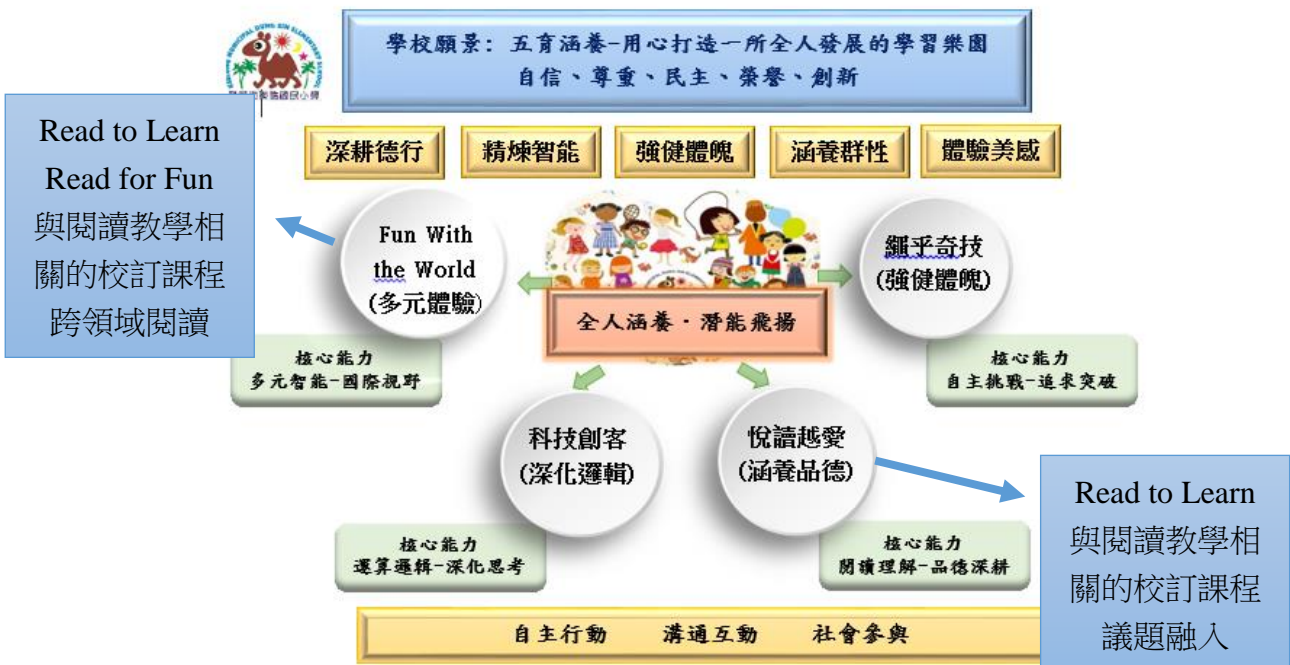 學校願景: 五育涵養-用心打造一所全人發展的學習樂園
自信、尊重、民主、榮譽、創新
深耕德行
精煉智能
強健體魄
涵養群性
體驗美感
Read to Learn
Read for Fun
與閱讀教學相
關的校訂課程
跨領域閱讀
Fun With
the World
(多元體驗)
核心能力
多元智能-國際視野
全人涵養‧潛能飛揚
繩乎奇技
(強健體魄)
核心能力
自主挑戰-追求突破
科技創客
(深化邏輯)
核心能力
運算邏輯-深化思考
悅讀越愛
(涵養品德)
核心能力
閱讀理解-品德深耕
Read to Learn
與閱讀教學相
關的校訂課程
議題融入
自主行動 溝通互動 社會參與